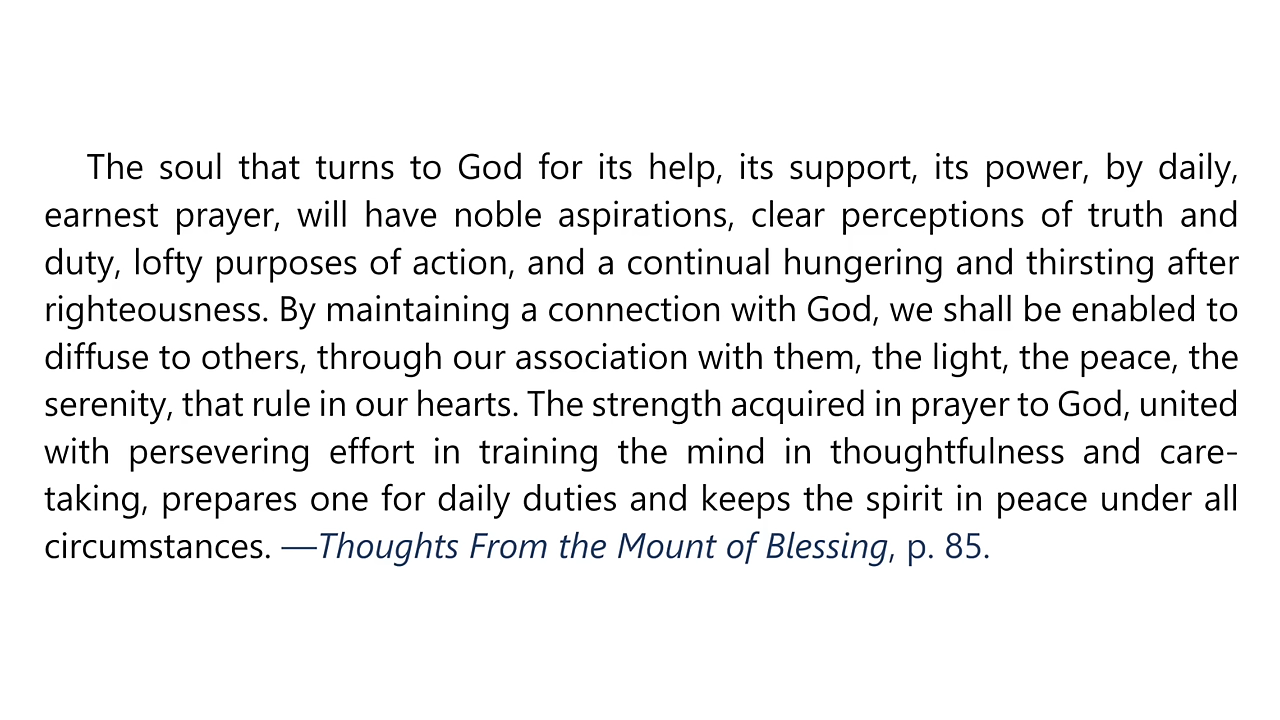 The soul that turns to God for its help, its support, its power, by daily,
earnest prayer, will have noble aspirations, clear perceptions of truth and
duty, lofty purposes of action, and a continual hungering and thirsting after
righteousness. By maintaining a connection with God, we shall be enabled to
diffuse to others, through our association with them, the light, the peace, the
serenity, that rule in our hearts. The strength acquired in prayer to God, united
with persevering effort in training the mind in thoughtfulness and care-
taking, prepares one for daily duties and keeps the spirit in peace under all
circumstances. —Thoughts From the Mount of Blessing, p. 85.